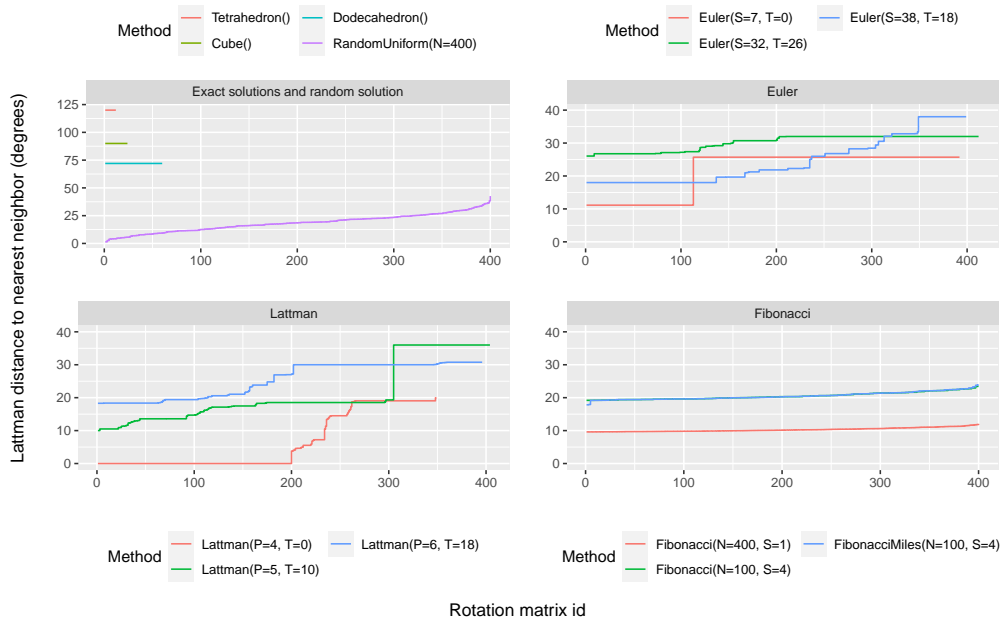 Method
Tetrahedron()
Dodecahedron()
Cube()
RandomUniform(N=400)
Method
Euler(S=7, T=0)
Euler(S=38, T=18)
Euler(S=32, T=26)
Lattman distance to nearest neighbor (degrees)
Exact solutions and random solution
125
100
75
50
25
0
0
100
200
300
400
Euler
40
30
20
10
0
0
100
200
300
400
Lattman
40
30
20
10
0
0
100
200
300
400
Fibonacci
40
30
20
10
0
0
100
200
300
400
Method
Lattman(P=4, T=0)
Lattman(P=6, T=18)
Lattman(P=5, T=10)
Method
Fibonacci(N=400, S=1)
FibonacciMiles(N=100, S=4)
Fibonacci(N=100, S=4)
Rotation matrix id